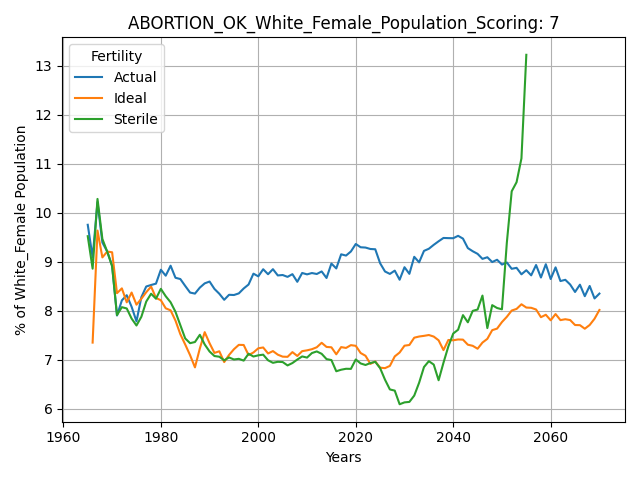 ABORTION_OK_White_Female_Population_Scoring: 7
Fertility
Actual
Ideal
Sterile
% of White_Female Population
13
12
11
10
9
8
7
6
1960
1980
2000
2020
2040
2060
Years